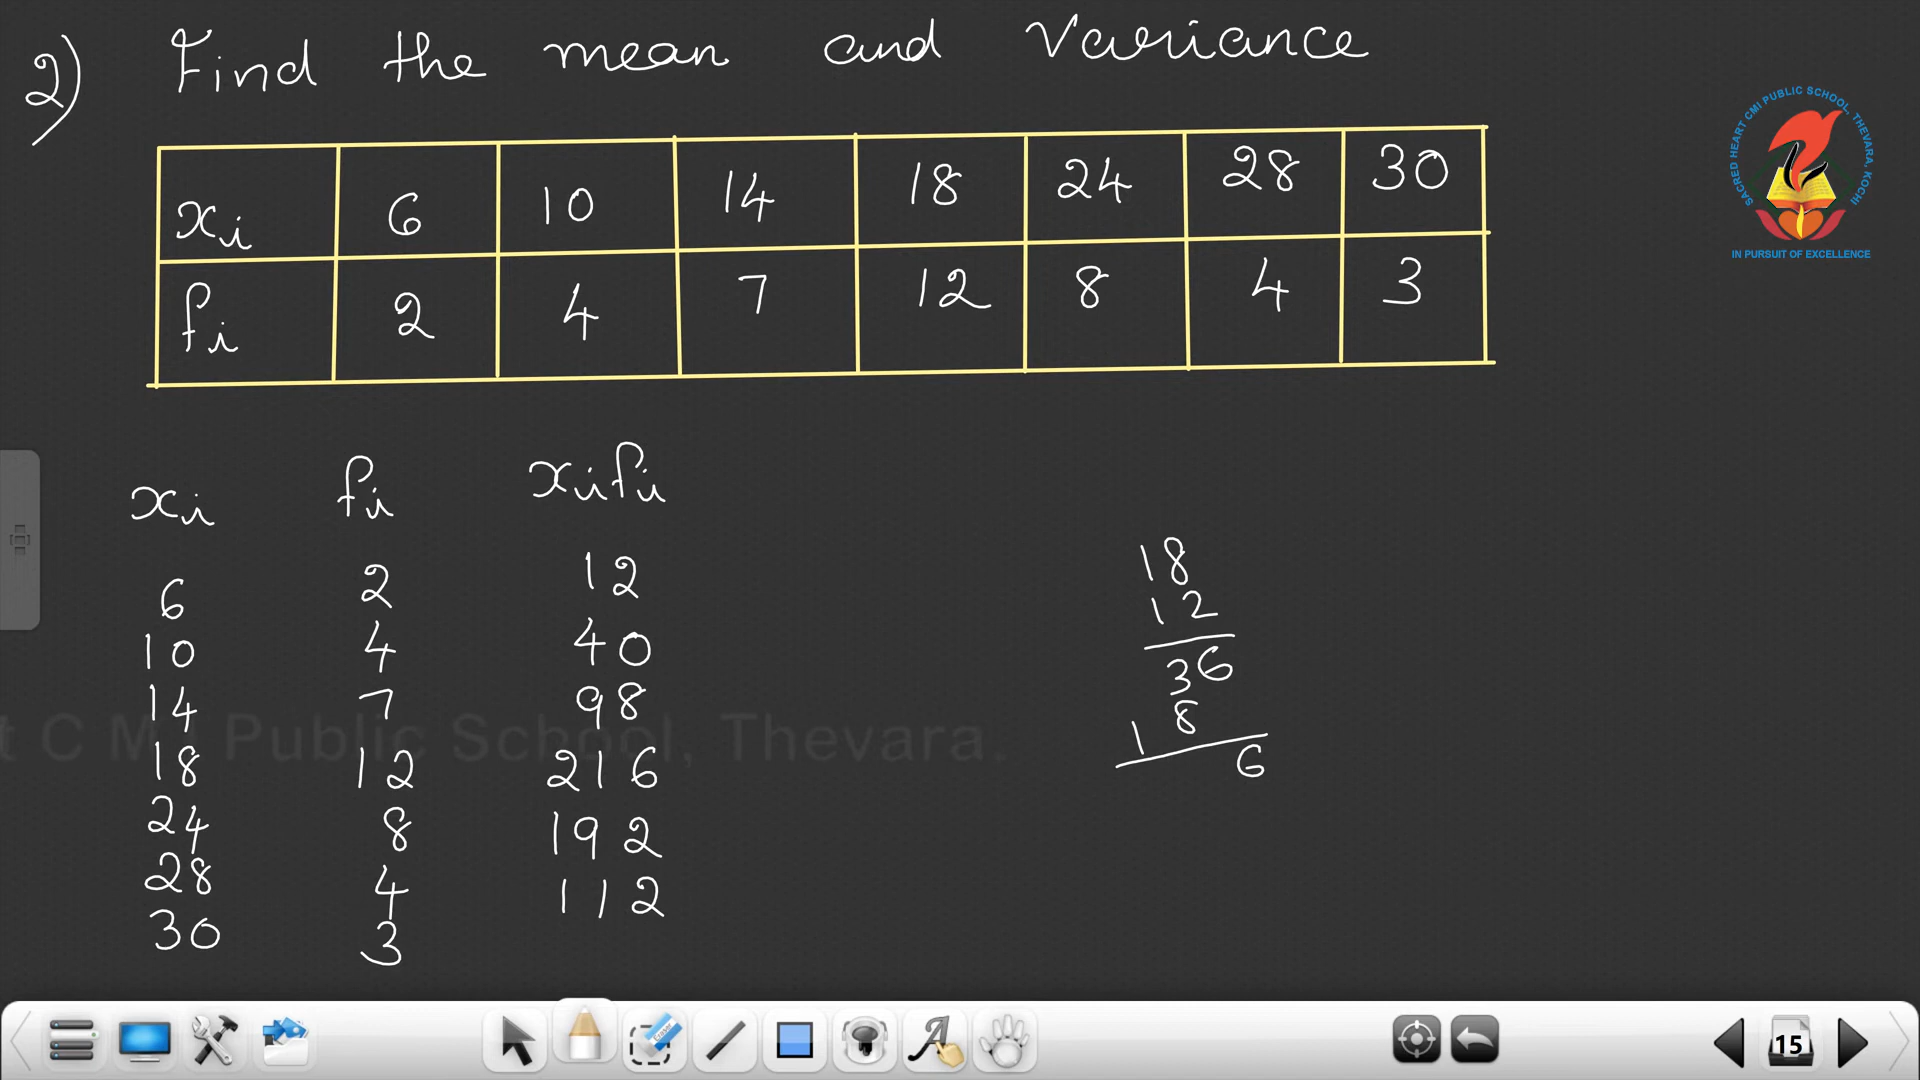 2) Find the mean and Variance
xi 6 10 14 18 24 28 30
fi 2 4 7 12 8 4 3
xi fi xifi
6 2 12
10 4 40
14 7 98
18 12 216
24 8 192
28 4 112
30 3
18
12
36
18
6
SACRED HEART CMI PUBLIC SCHOOL, THEVARA, KOCHI
IN PURSUIT OF EXCELLENCE
t C M I Public School, Thevara.
Eraser
A
15